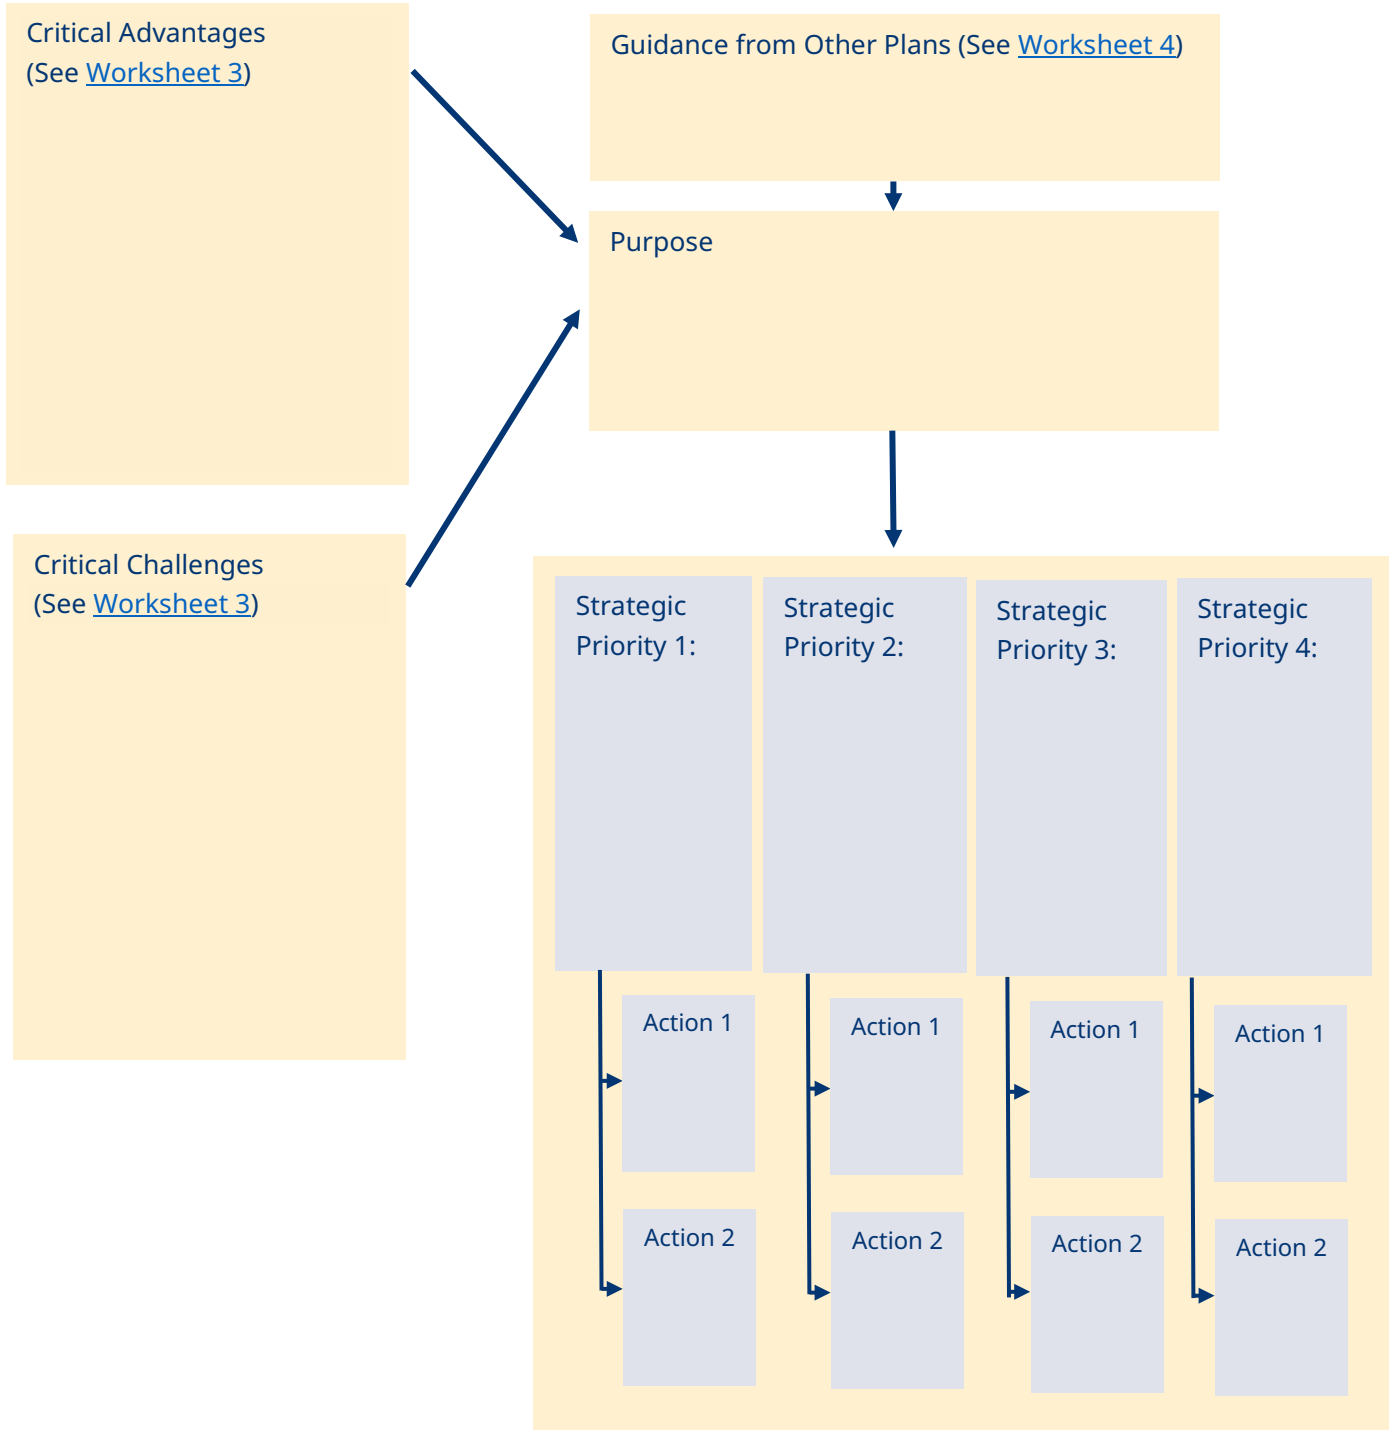 Critical Advantages
(See Worksheet 3)
Guidance from Other Plans (See Worksheet 4)
Purpose
Critical Challenges
(See Worksheet 3)
Strategic
Priority 1:
Strategic
Priority 2:
Strategic
Priority 3:
Strategic
Priority 4:
Action 1
Action 1
Action 1
Action 1
Action 2
Action 2
Action 2
Action 2